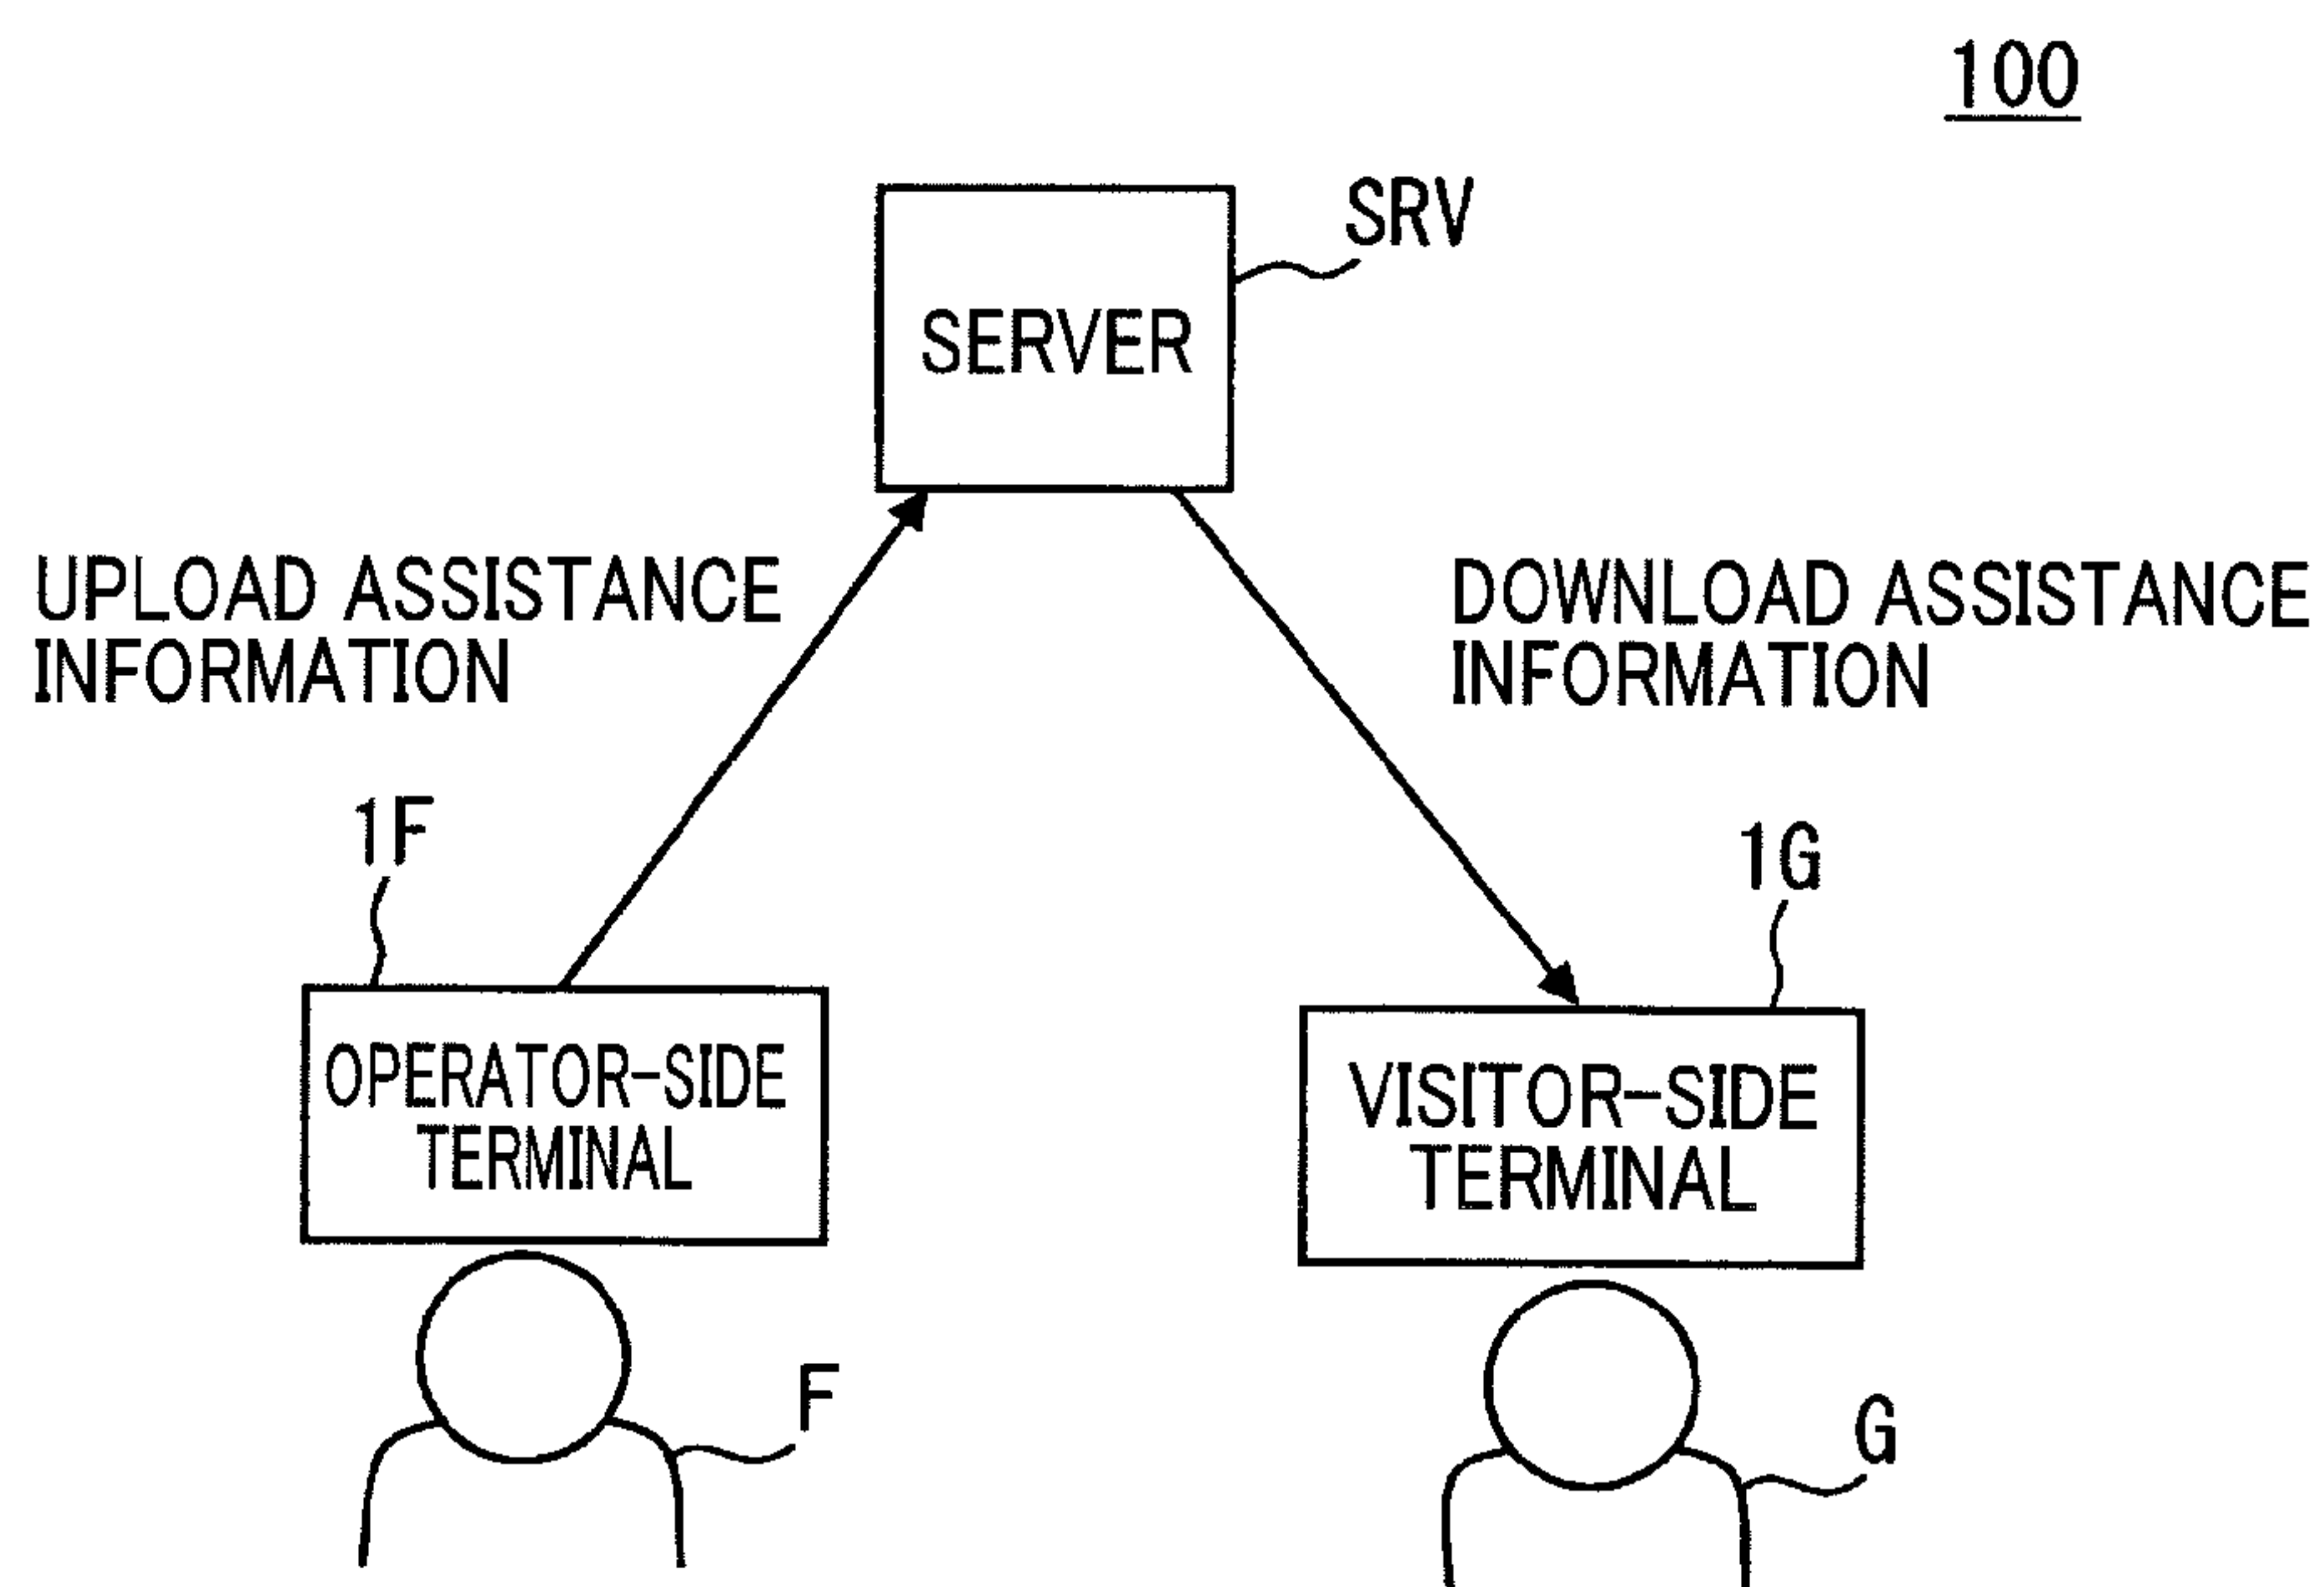 100
SRV
SERVER
UPLOAD ASSISTANCE
INFORMATION
DOWNLOAD ASSISTANCE
INFORMATION
1F
1G
OPERATOR-SIDE
TERMINAL
VISITOR-SIDE
TERMINAL
F
G